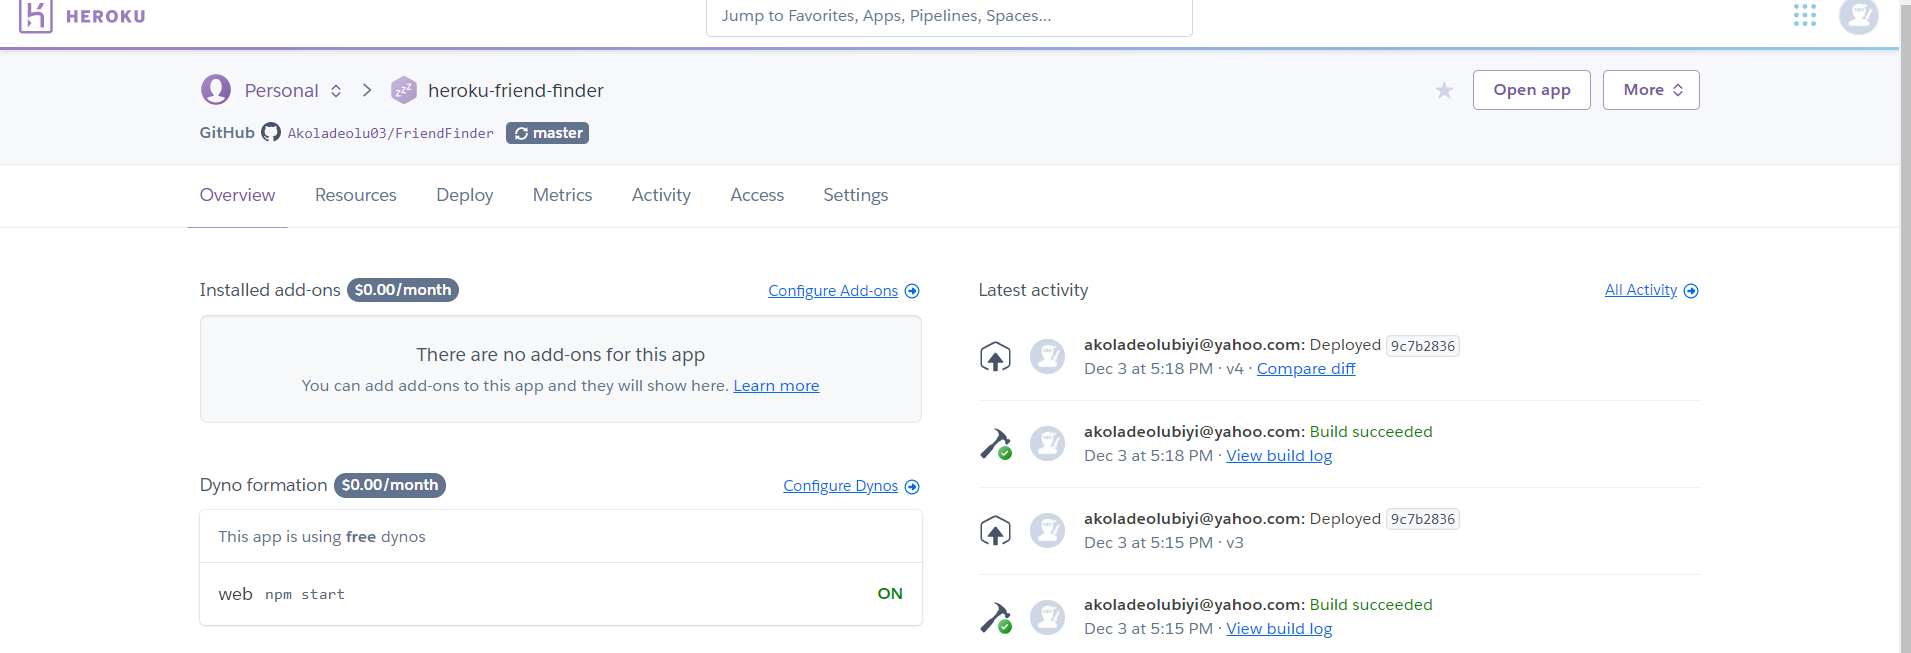 HEROKU
Jump to Favorites, Apps, Pipelines, Spaces...
Personal > heroku-friend-finder
Open app
More
GitHub Akoladeolu03/FriendFinder master
Overview Resources Deploy Metrics Activity Access Settings
Installed add-ons $0.00/month
Configure Add-ons
There are no add-ons for this app
You can add add-ons to this app and they will show here. Learn more
Dyno formation $0.00/month
Configure Dynos
This app is using free dynos
web npm start ON
Latest activity
All Activity
akoladeolubiyi@yahoo.com: Deployed 9c7b2836
Dec 3 at 5:18 PM · v4 · Compare diff
akoladeolubiyi@yahoo.com: Build succeeded
Dec 3 at 5:18 PM · View build log
akoladeolubiyi@yahoo.com: Deployed 9c7b2836
Dec 3 at 5:15 PM · v3
akoladeolubiyi@yahoo.com: Build succeeded
Dec 3 at 5:15 PM · View build log